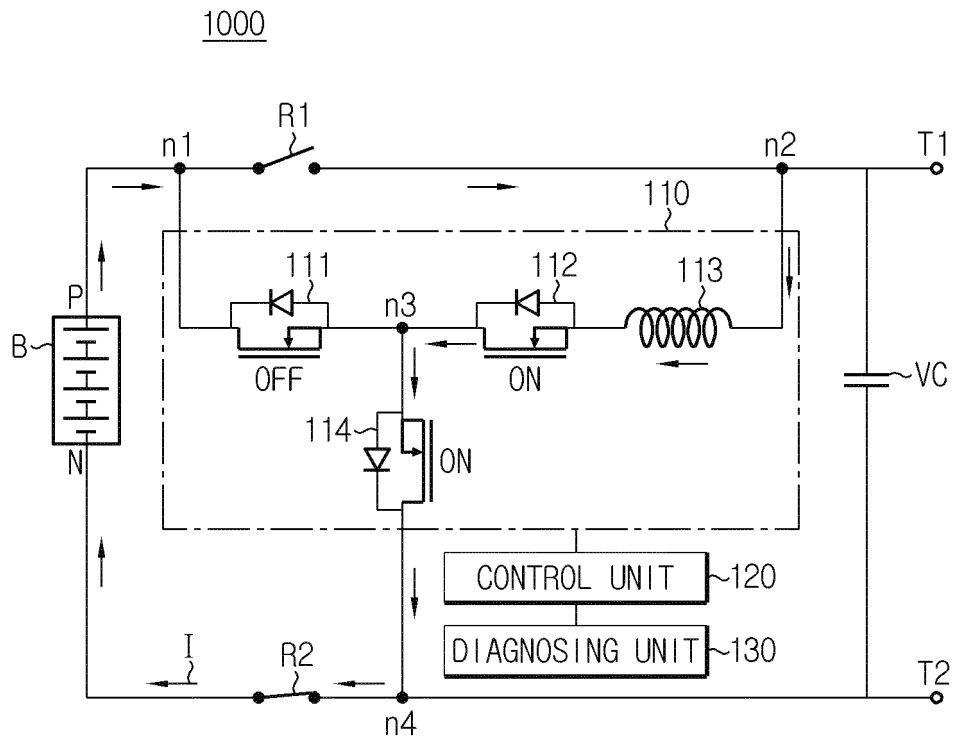 1000
R1
n1
n2
T1
110
111
112
113
n3
P
B
OFF
ON
VC
114
ON
N
CONTROL UNIT
120
DIAGNOSING UNIT
130
I
R2
T2
n4